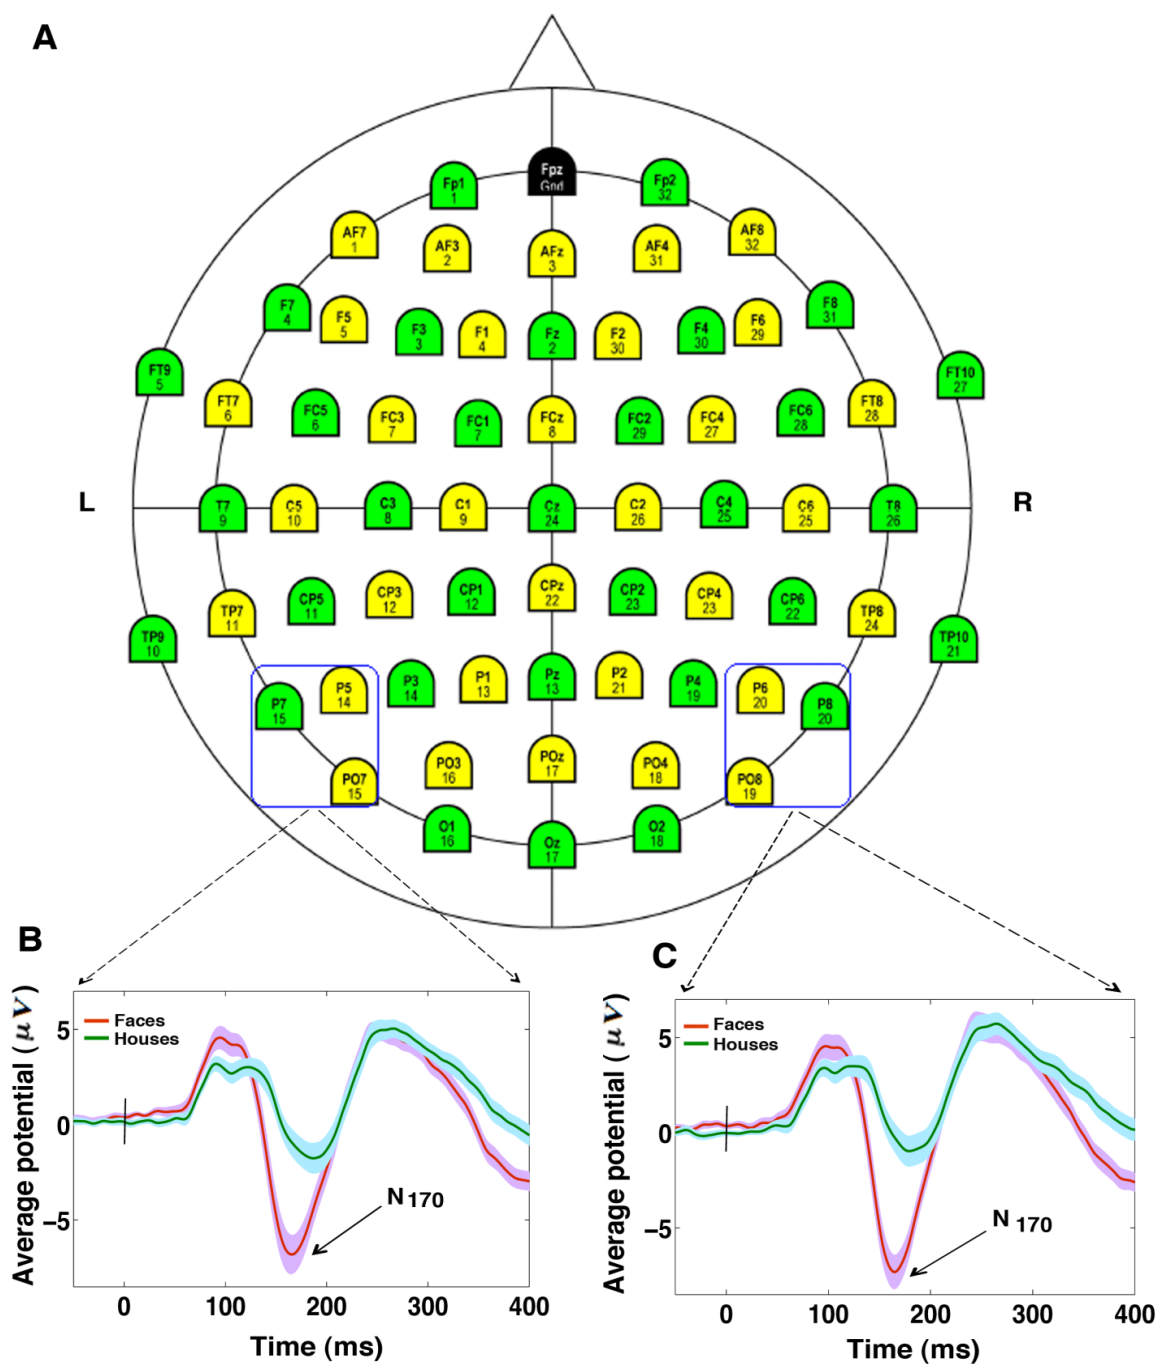 A
Fpz
Gnd
Fp1
1
Fp2
32
AF7
1
AF3
2
AFz
3
AF4
31
AF8
32
F7
4
F5
5
F3
3
F1
4
Fz
2
F2
30
F4
30
F6
29
F8
31
FT9
5
FT7
6
FC5
6
FC3
7
FC1
7
FCz
8
FC2
29
FC4
27
FC6
28
FT8
28
FT10
27
L
T7
9
C5
10
C3
8
C1
9
Cz
24
C2
26
C4
25
C6
25
T8
26
R
TP9
10
TP7
11
CP5
11
CP3
12
CP1
12
CPz
22
CP2
23
CP4
23
CP6
22
TP8
24
TP10
21
P7
15
P5
14
P3
14
P1
13
Pz
13
P2
21
P4
19
P6
20
P8
20
PO7
15
PO3
16
POz
17
PO4
18
PO8
19
O1
16
Oz
17
O2
18
B
Average potential (μV)
Faces
Houses
5
0
−5
N170
0 100 200 300 400
Time (ms)
C
Average potential (μV)
Faces
Houses
5
0
−5
N 170
0 100 200 300 400
Time (ms)